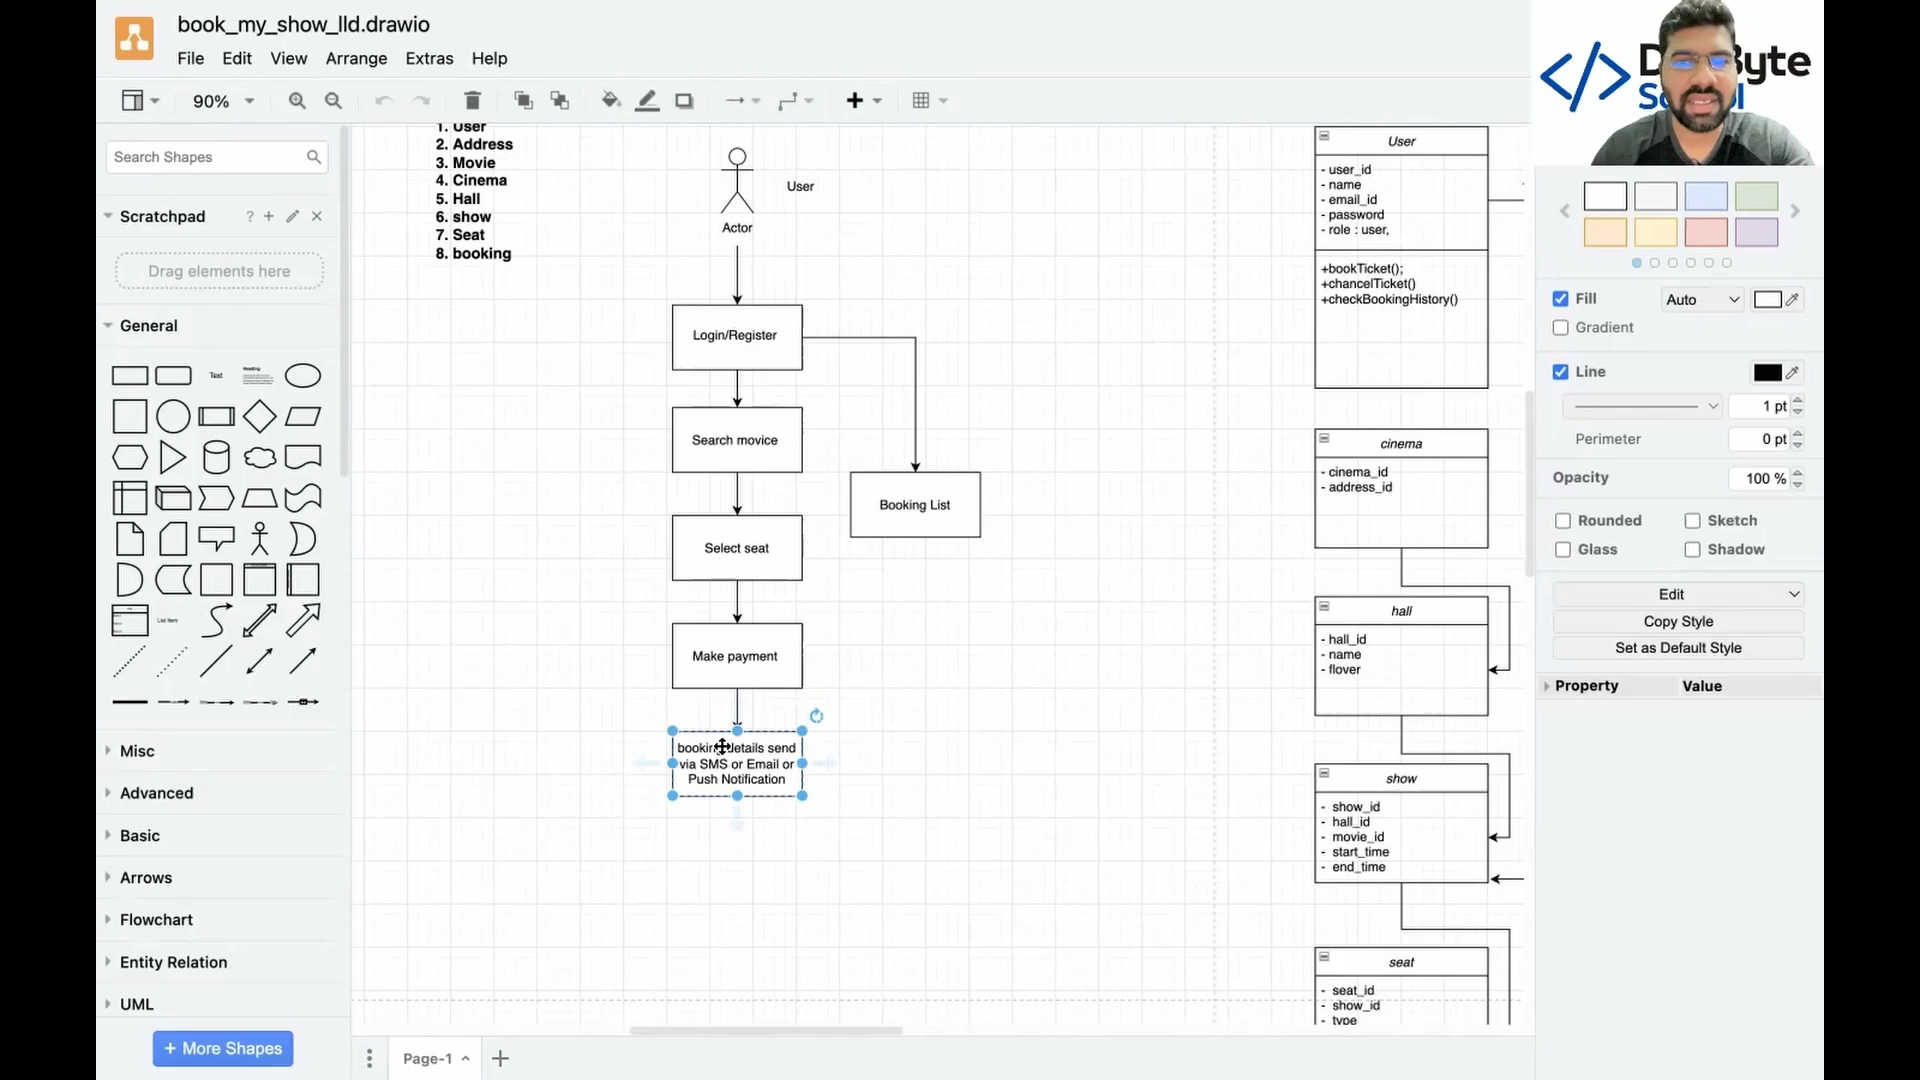 book_my_show_lld.drawio
File Edit View Arrange Extras Help
90%
Search Shapes
Scratchpad
?
Drag elements here
General
Text
Heading
List Item
Misc
Advanced
Basic
Arrows
Flowchart
Entity Relation
UML
+ More Shapes
1. User
2. Address
3. Movie
4. Cinema
5. Hall
6. show
7. Seat
8. booking
User
Actor
Login/Register
Search movice
Booking List
Select seat
Make payment
details send
via SMS or Email or
Push Notification
User
- user_id
- name
- email_id
- password
- role : user,
+bookTicket();
+chancelTicket()
+checkBookingHistory()
cinema
- cinema_id
- address_id
hall
- hall_id
- name
- flover
show
- show_id
- hall_id
- movie_id
- start_time
- end_time
seat
- seat_id
- show_id
- type
Page-1
</>
Fill
Auto
Gradient
Line
1 pt
Perimeter
0 pt
Opacity
100 %
Rounded
Sketch
Glass
Shadow
Edit
Copy Style
Set as Default Style
Property
Value